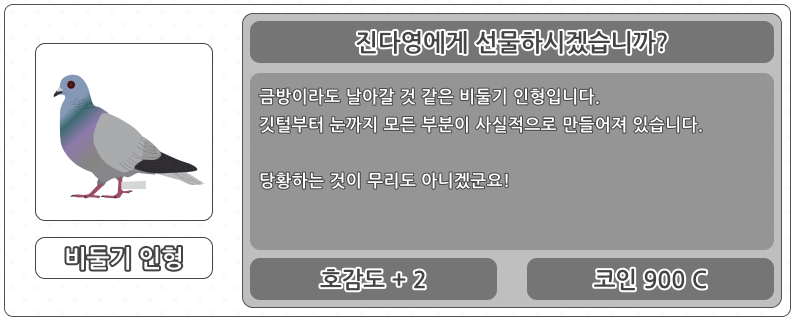 진다영에게 선물하시겠습니까?
금방이라도 날아갈 것 같은 비둘기 인형입니다.
깃털부터 눈까지 모든 부분이 사실적으로 만들어져 있습니다.
당황하는 것이 무리도 아니겠군요!
비둘기 인형
호감도 + 2
코인 900 C